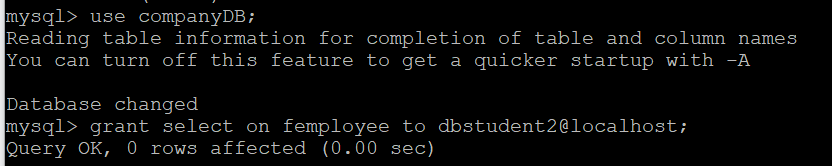 mysql> use companyDB;
Reading table information for completion of table and column names
You can turn off this feature to get a quicker startup with -A
Database changed
mysql> grant select on femployee to dbstudent2@localhost;
Query OK, 0 rows affected (0.00 sec)